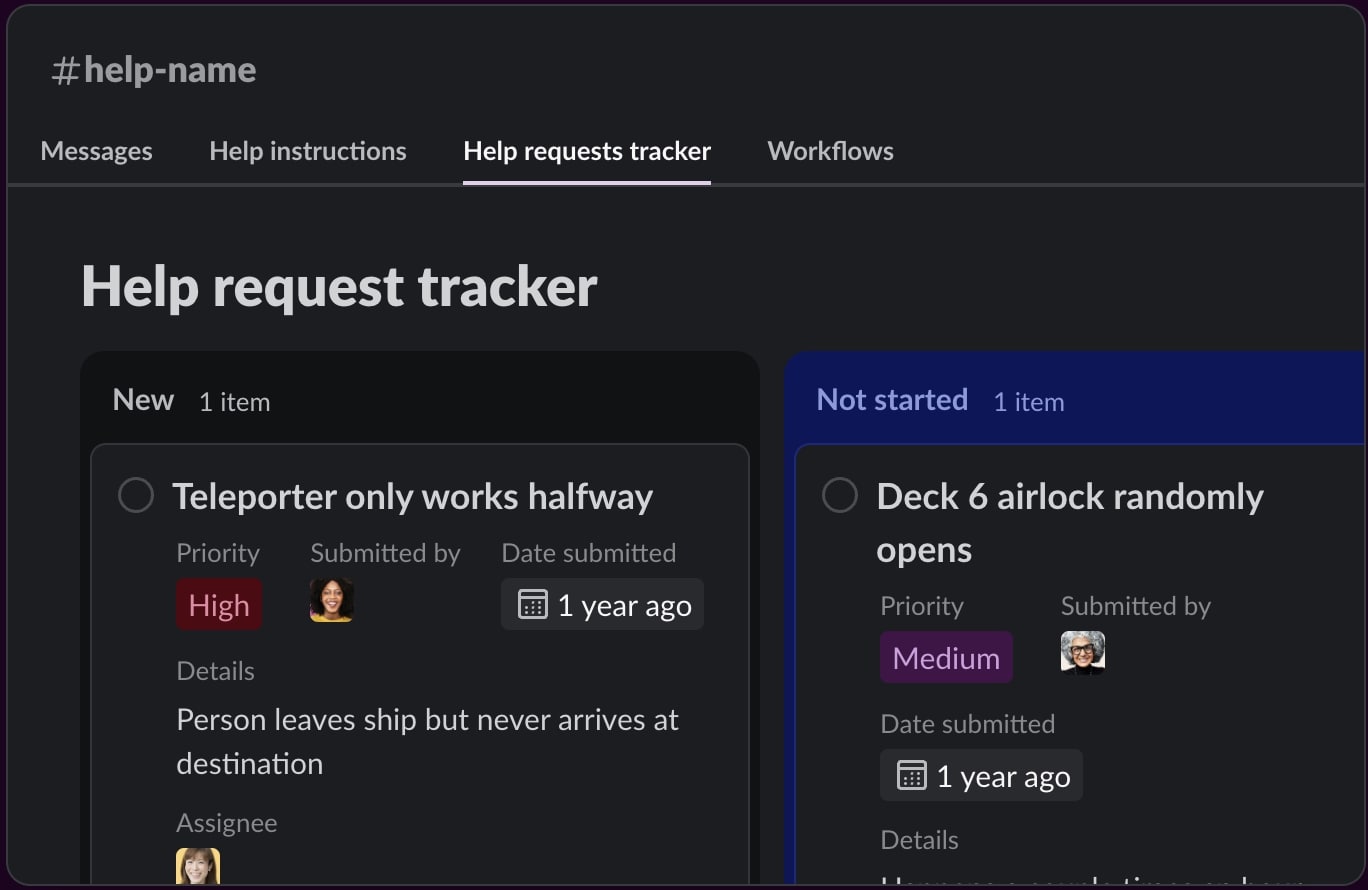 #help-name
Messages Help instructions Help requests tracker Workflows
Help request tracker
New 1 item
Teleporter only works halfway
Priority Submitted by Date submitted
High 1 year ago
Details
Person leaves ship but never arrives at
destination
Assignee
Not started 1 item
Deck 6 airlock randomly
opens
Priority Submitted by
Medium
Date submitted
1 year ago
Details